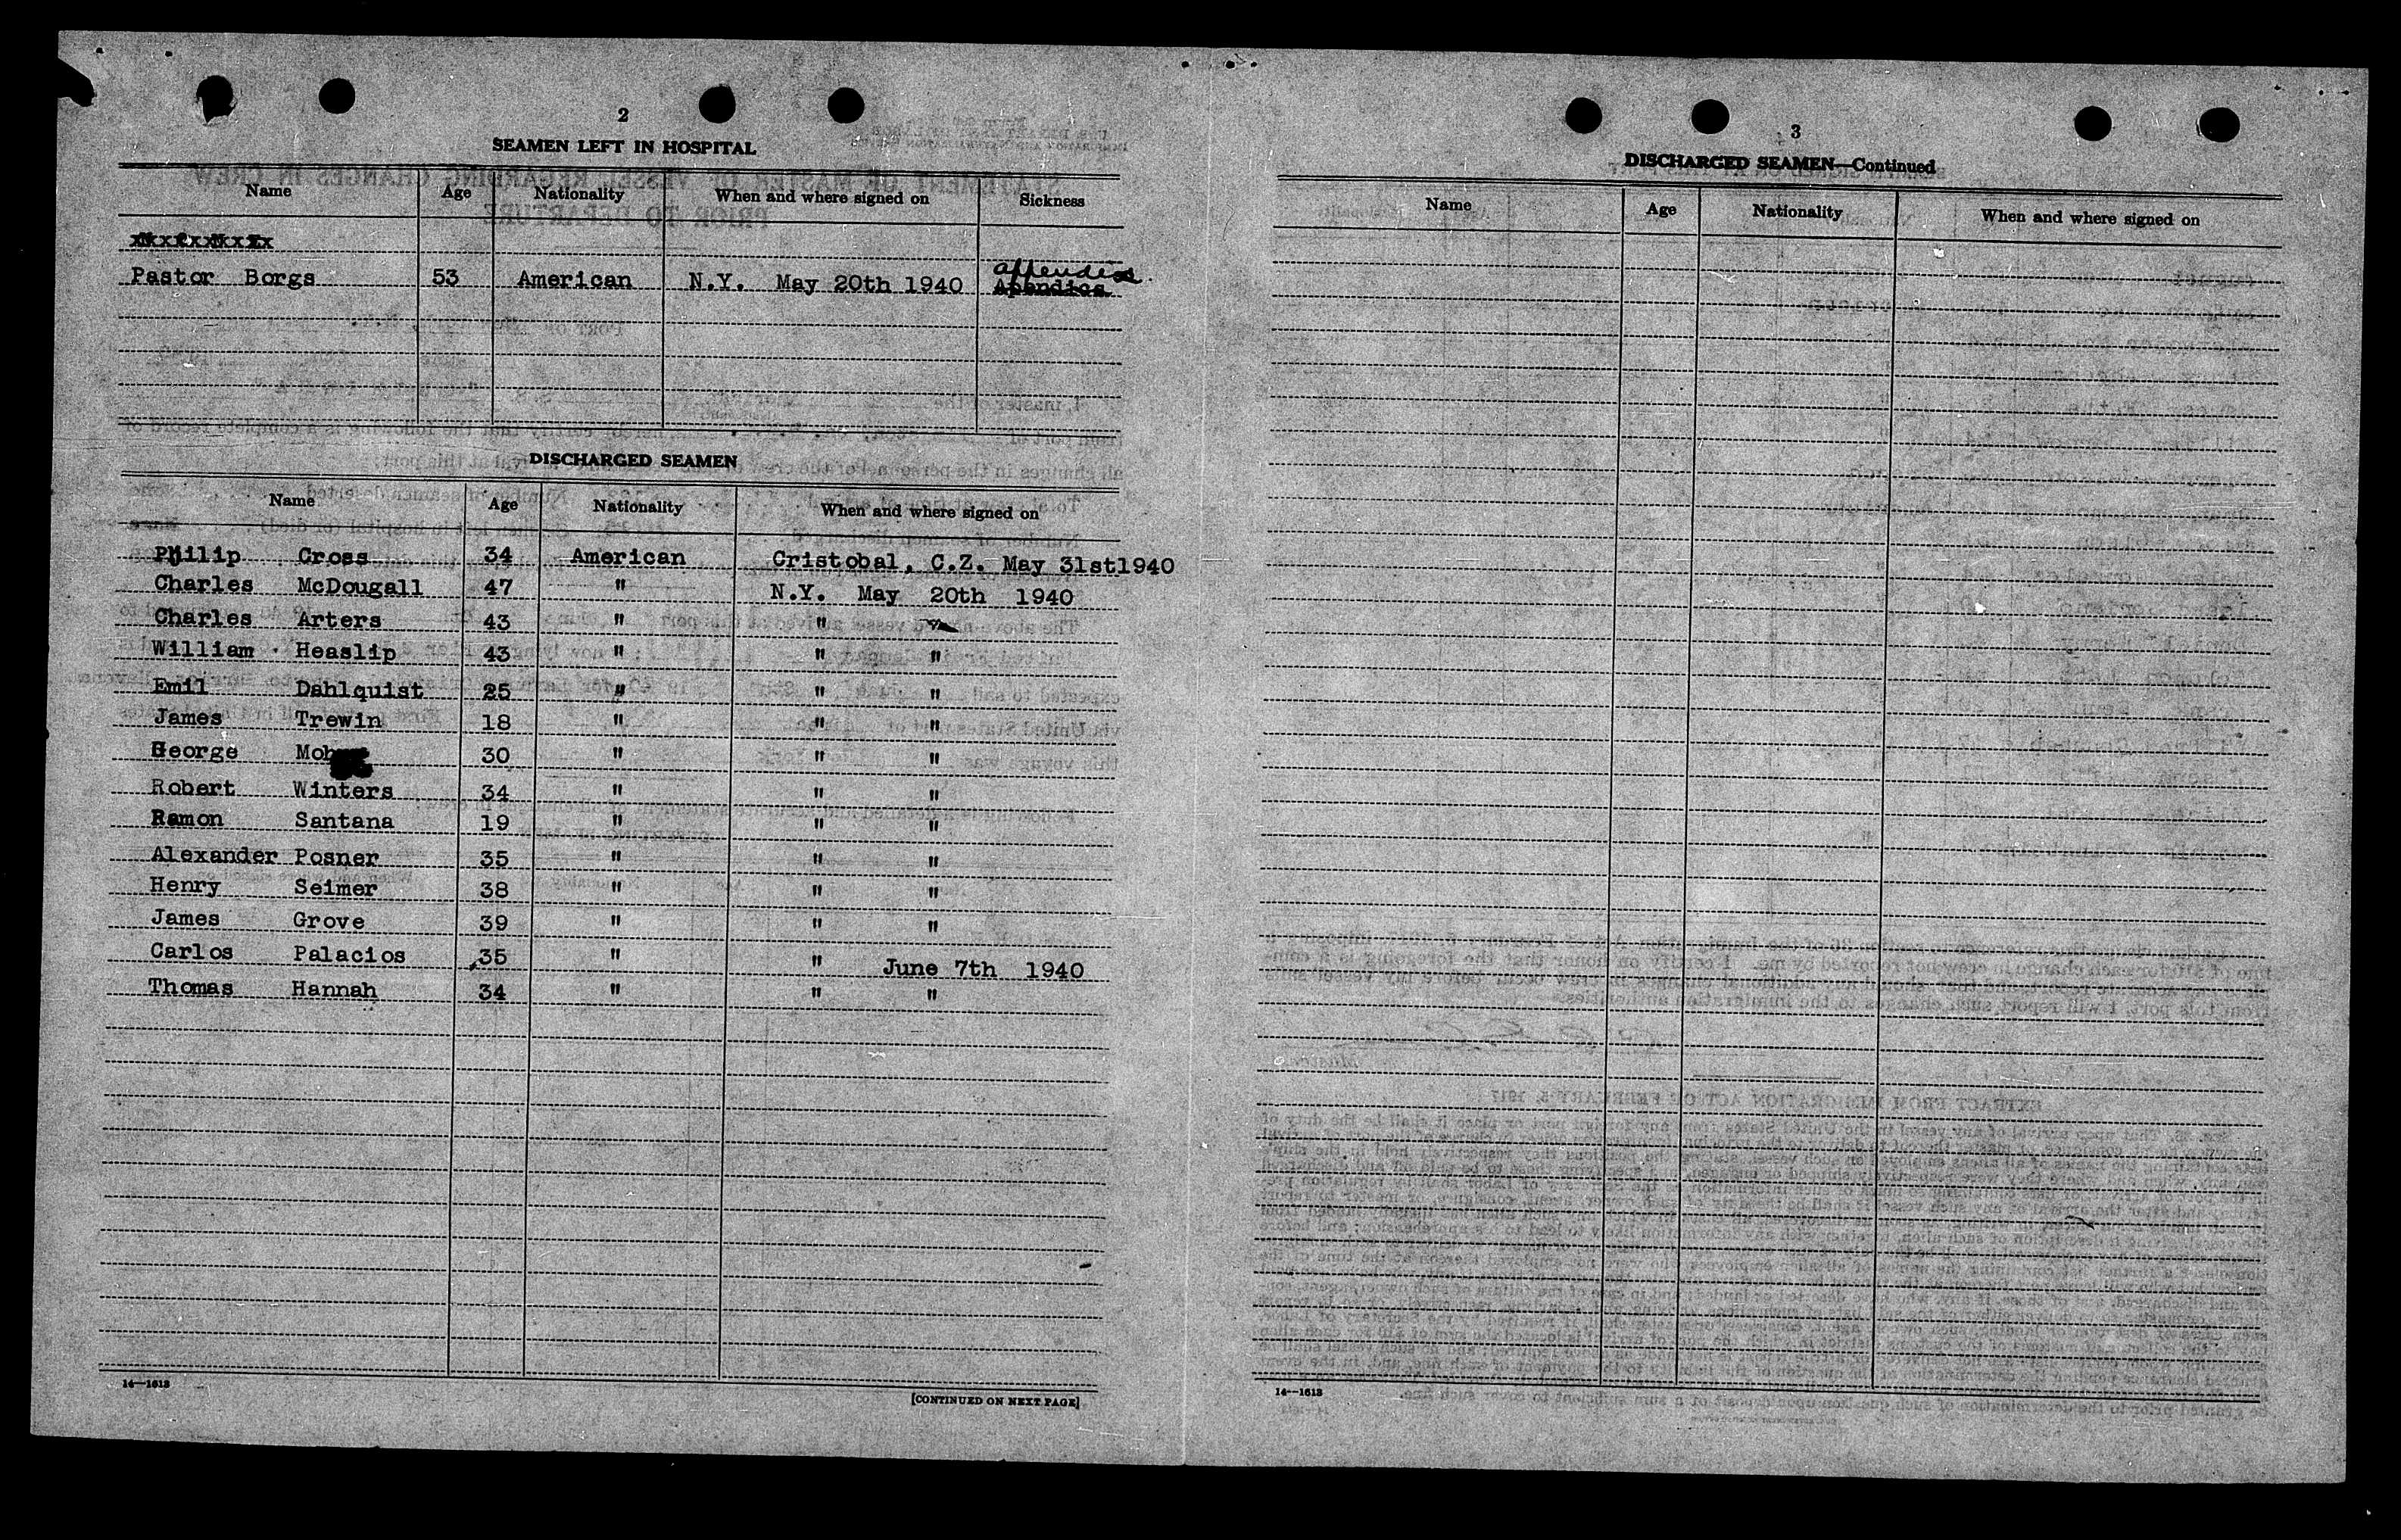 2
SEAMEN LEFT IN HOSPITAL
Name Age Nationality When and where signed on Sickness
Pastor Borgs 53 American N.Y. May 20th 1940 Apendics
DISCHARGED SEAMEN
Name Age Nationality When and where signed on
Philip Cross 34 American Cristobal, C.Z. May 31st1940
Charles McDougall 47 " N.Y. May 20th 1940
Charles Arters 43 " " "
William Heaslip 43 " " "
Emil Dahlquist 25 " " "
James Trewin 18 " " "
George 30 " " "
Robert Winters 34 " " "
Ramon Santana 19 " " "
Alexander Posner 35 " " "
Henry Seimer 38 " " "
James Grove 39 " " "
Carlos Palacios 35 " " June 7th 1940
Thomas Hannah 34 " " "
14—1613 [CONTINUED ON NEXT PAGE]
3
DISCHARGED SEAMEN—Continued
Name Age Nationality When and where signed on
14—1613